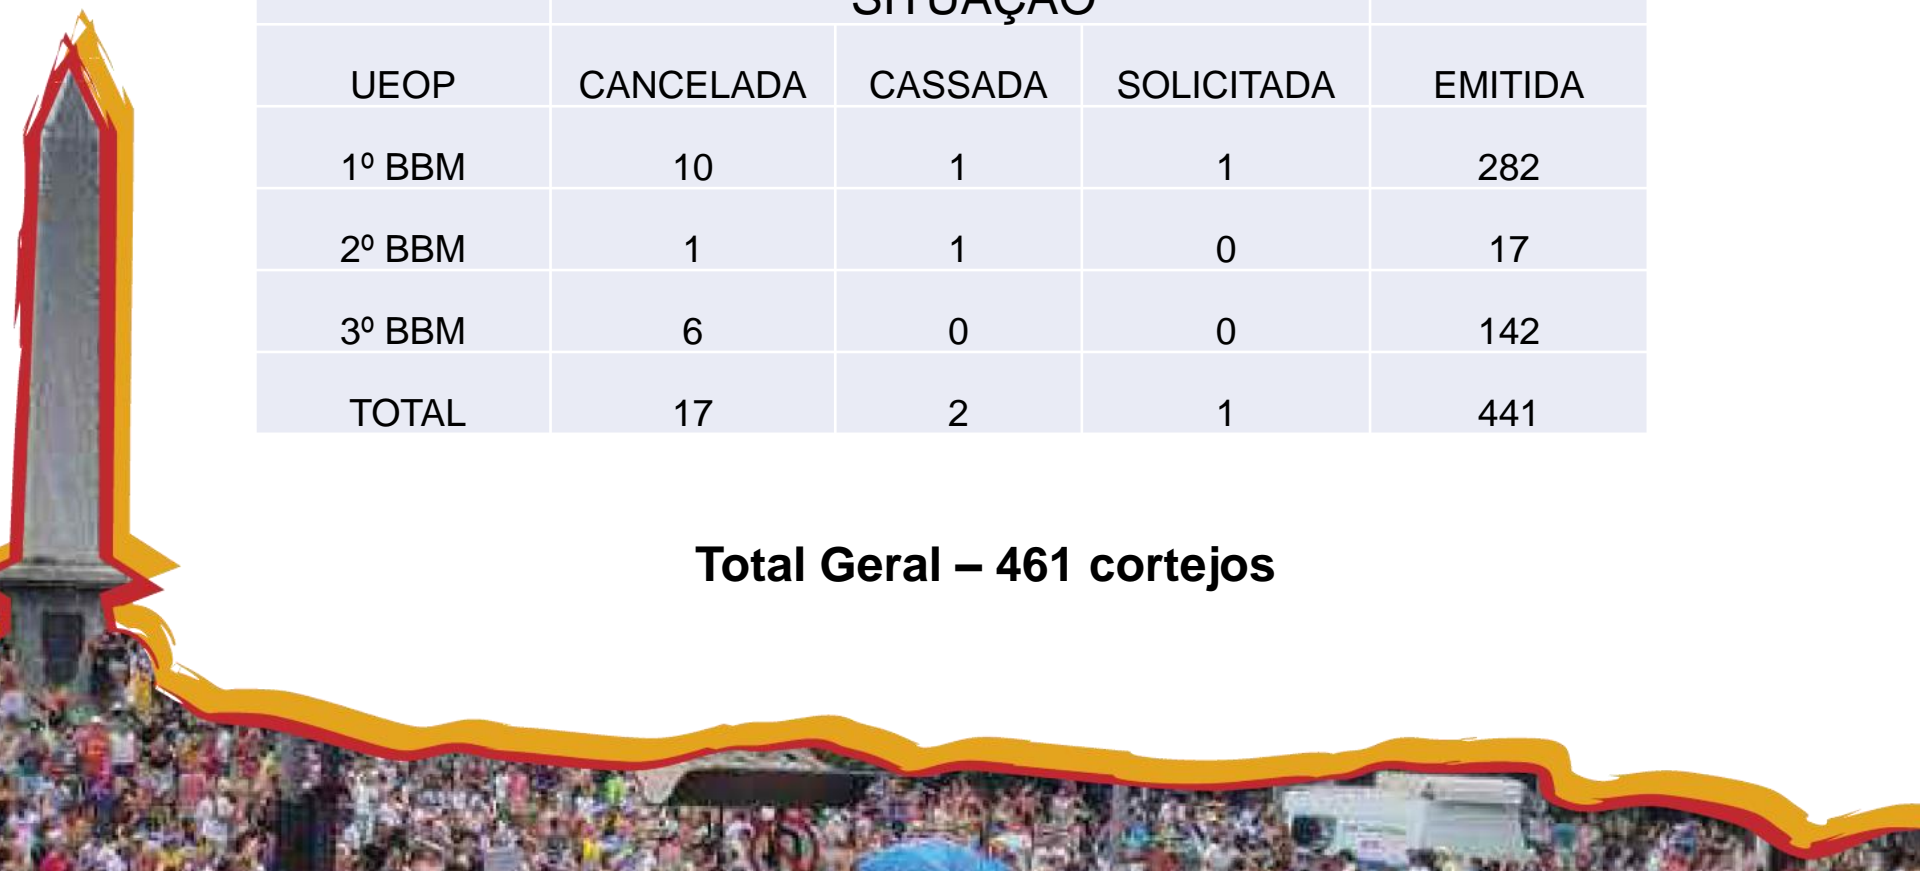 SITUAÇÃO
UEOP CANCELADA CASSADA SOLICITADA EMITIDA
1º BBM 10 1 1 282
2º BBM 1 1 0 17
3º BBM 6 0 0 142
TOTAL 17 2 1 441
Total Geral – 461 cortejos